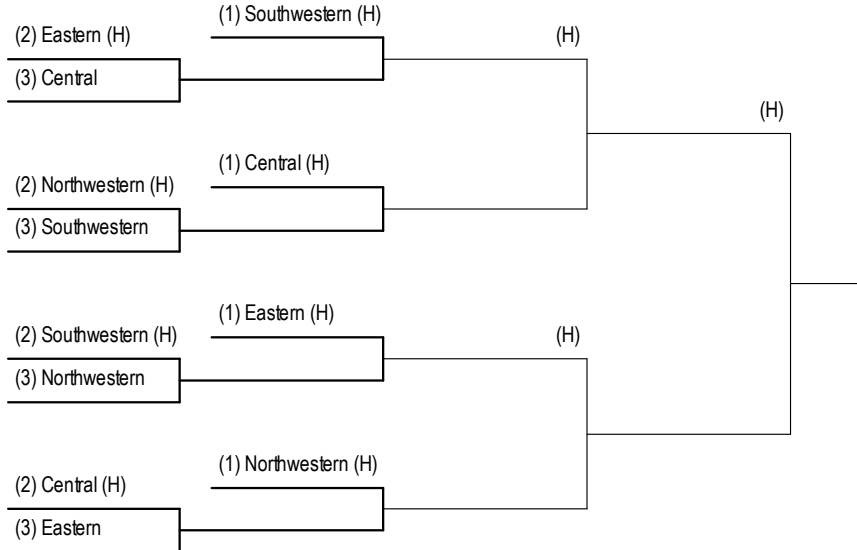 (1) Southwestern (H)
(2) Eastern (H)
(H)
(3) Central
(H)
(1) Central (H)
(2) Northwestern (H)
(3) Southwestern
(1) Eastern (H)
(2) Southwestern (H)
(H)
(3) Northwestern
(1) Northwestern (H)
(2) Central (H)
(3) Eastern